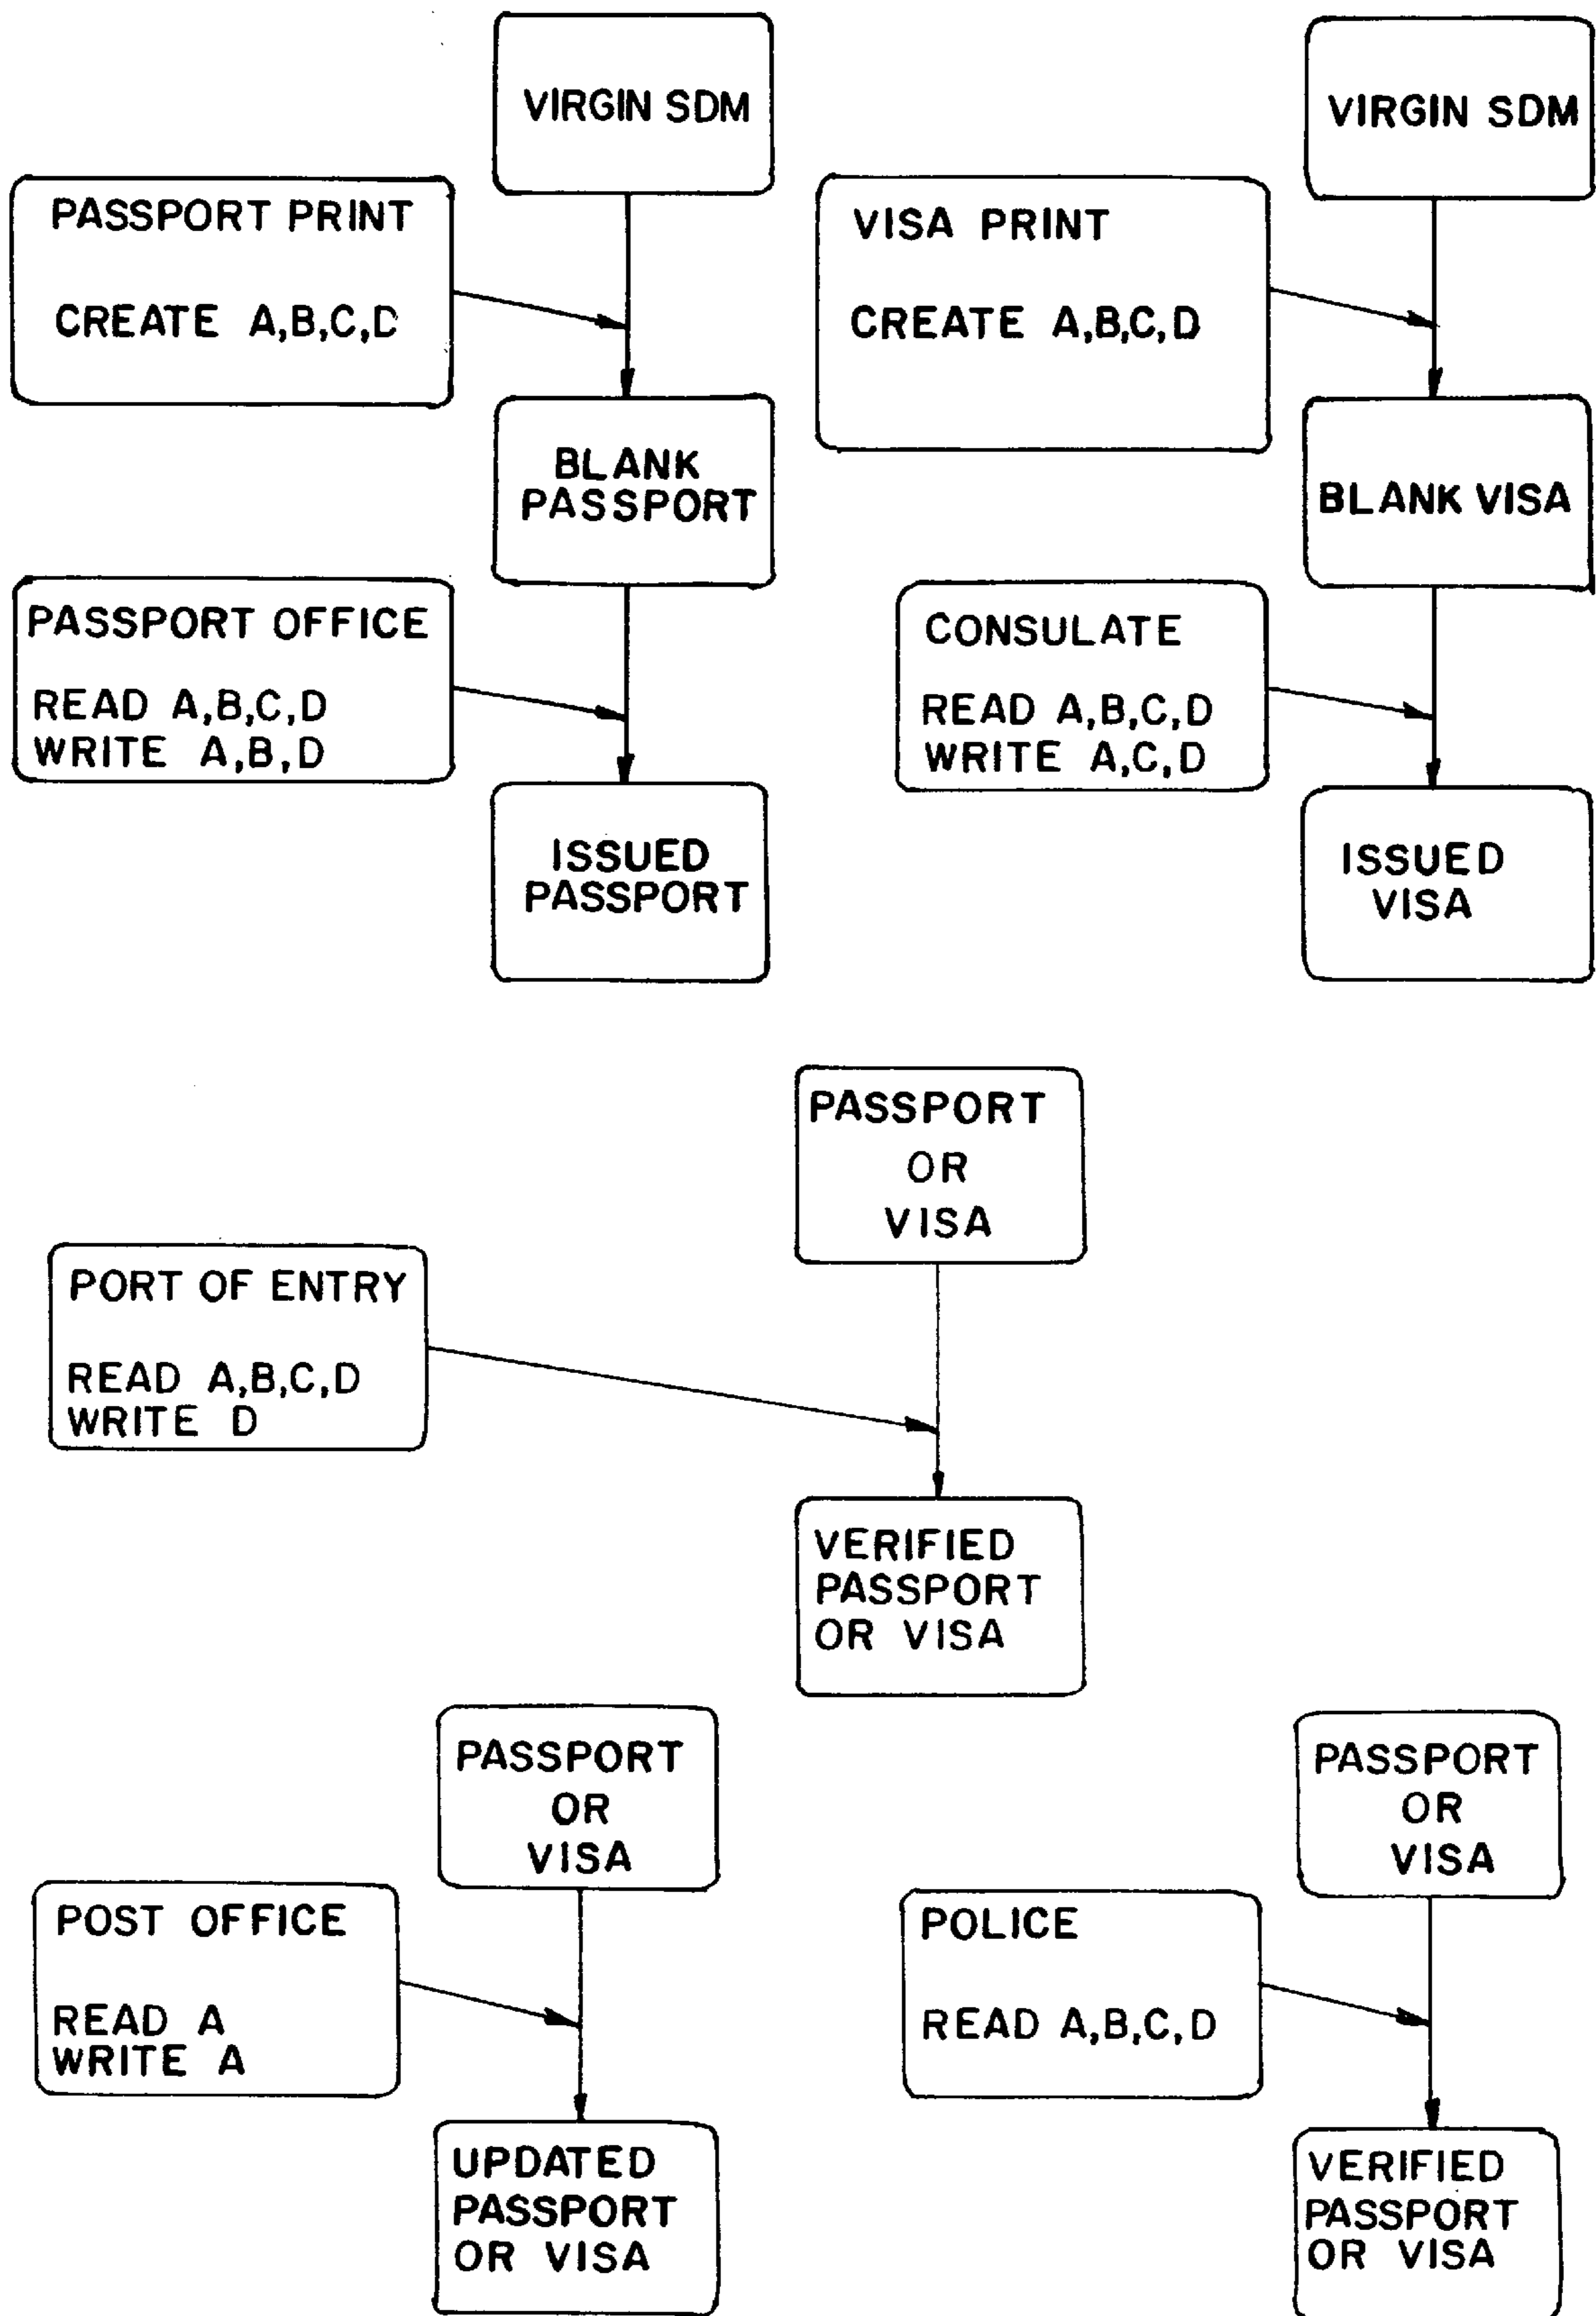 VIRGIN SDM
PASSPORT PRINT
CREATE A,B,C,D
BLANK
PASSPORT
PASSPORT OFFICE
READ A,B,C,D
WRITE A,B,D
ISSUED
PASSPORT
VIRGIN SDM
VISA PRINT
CREATE A,B,C,D
BLANK VISA
CONSULATE
READ A,B,C,D
WRITE A,C,D
ISSUED
VISA
PASSPORT
OR
VISA
PORT OF ENTRY
READ A,B,C,D
WRITE D
VERIFIED
PASSPORT
OR VISA
PASSPORT
OR
VISA
POST OFFICE
READ A
WRITE A
UPDATED
PASSPORT
OR VISA
PASSPORT
OR
VISA
POLICE
READ A,B,C,D
VERIFIED
PASSPORT
OR VISA